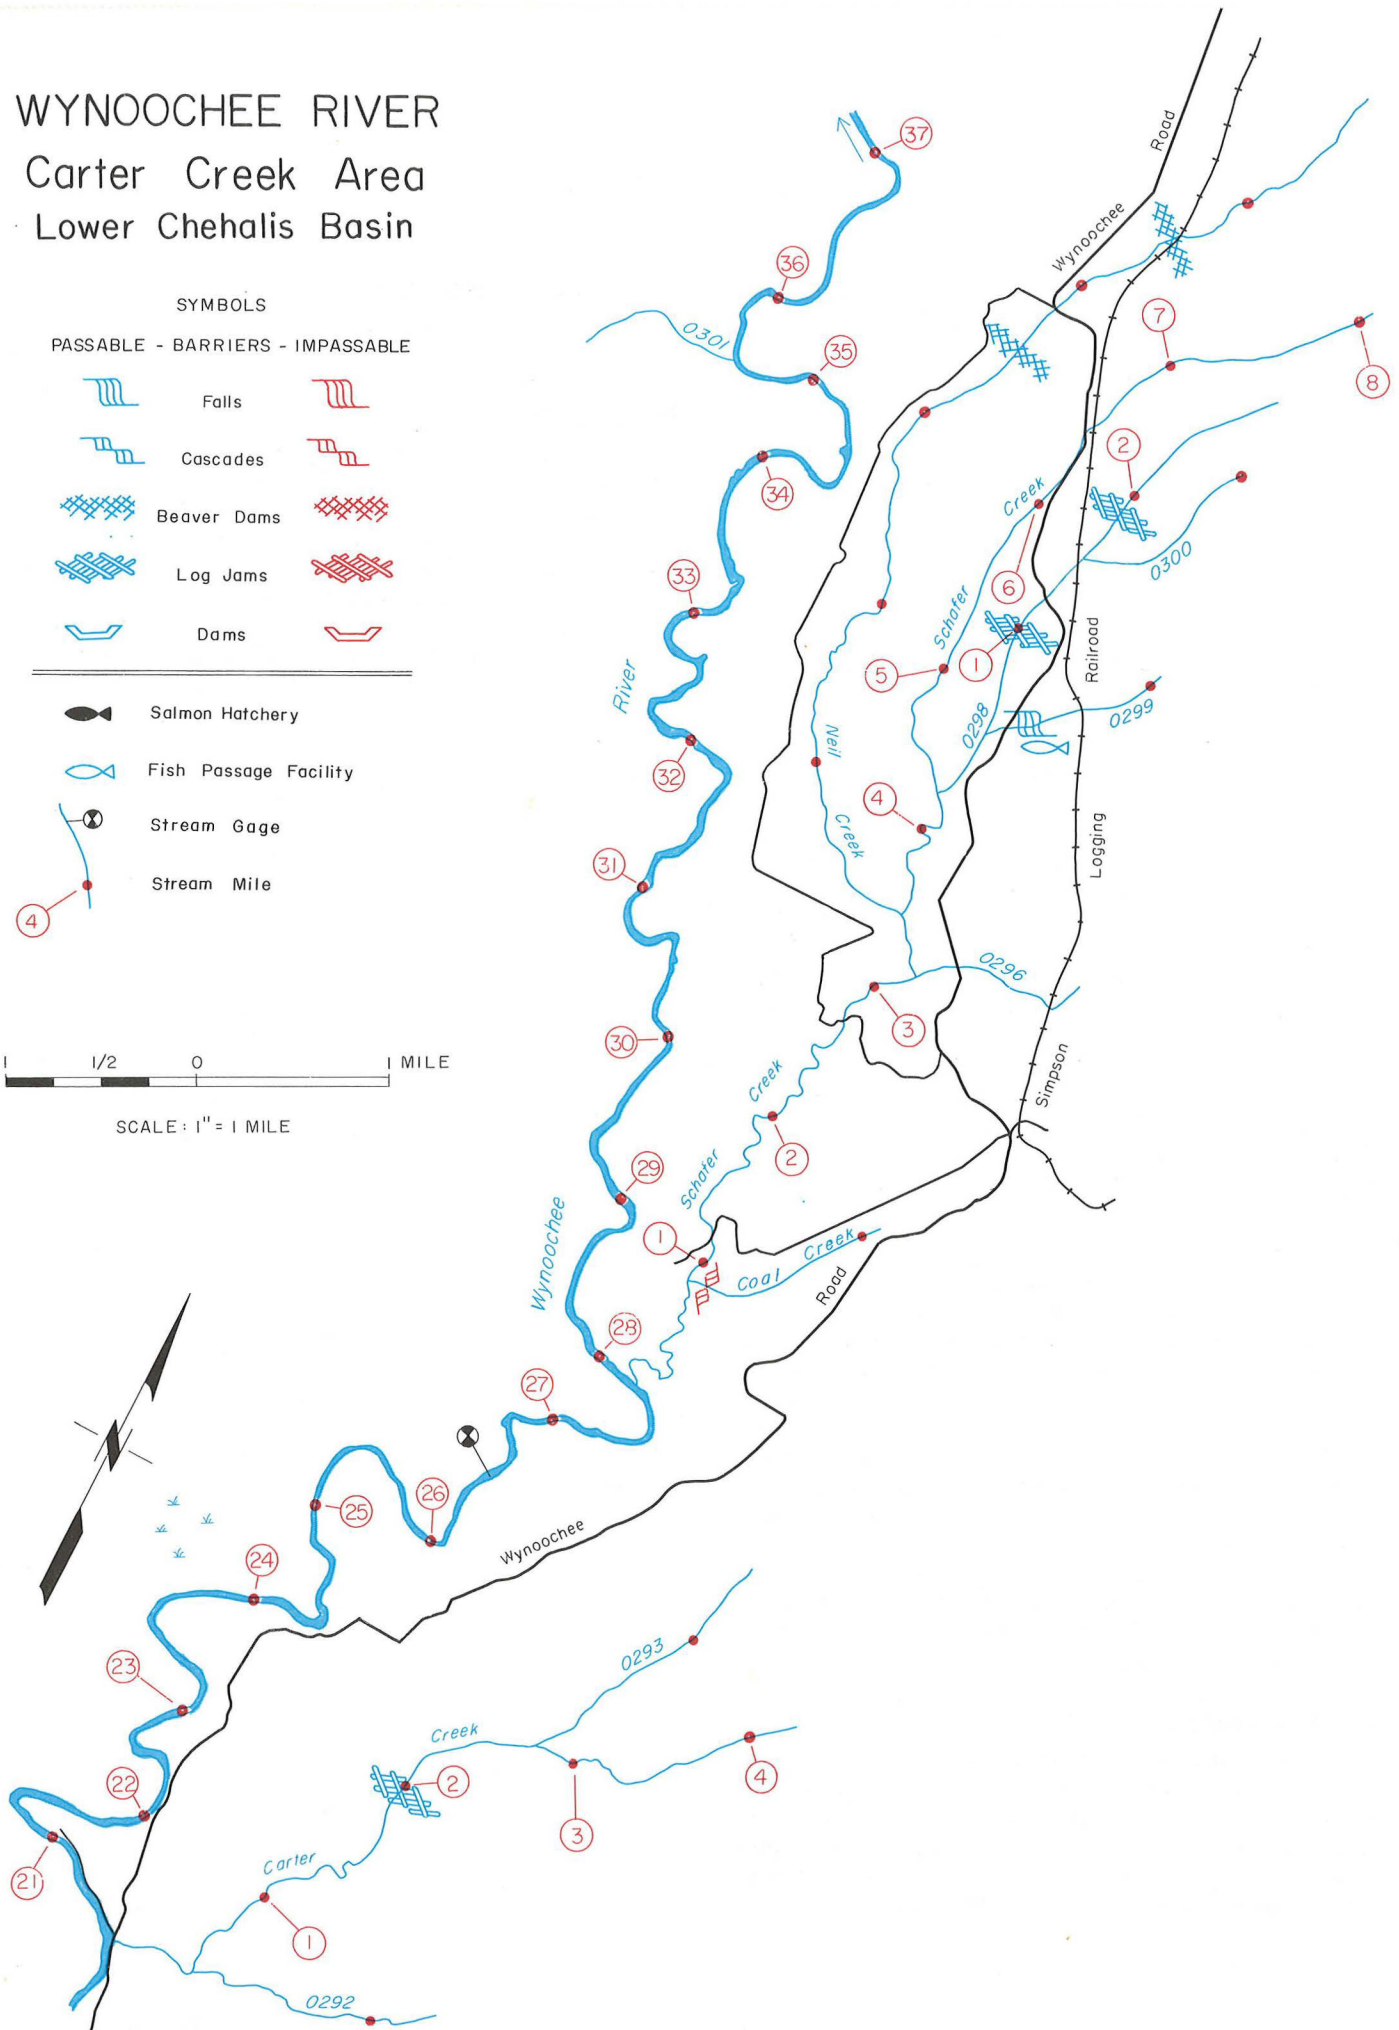 WYNOOCHEE RIVER
Carter Creek Area
Lower Chehalis Basin
SYMBOLS
PASSABLE - BARRIERS - IMPASSABLE
Falls
Cascades
Beaver Dams
Log Jams
Dams
Salmon Hatchery
Fish Passage Facility
Stream Gage
Stream Mile
4
1 1/2 0 1 MILE
SCALE: 1" = 1 MILE
37
36
0301
35
34
33
River
32
31
30
29
Wynoochee
28
27
26
25
24
23
22
21
Road
Wynoochee
7
8
2
Creek
6
0300
Schafer
5
1
Railroad
0298
0299
Neil
4
Creek
Logging
0296
3
Simpson
Creek
2
Schafer
1
Creek
Coal
Road
Wynoochee
0293
Creek
2
4
3
Carter
1
0292